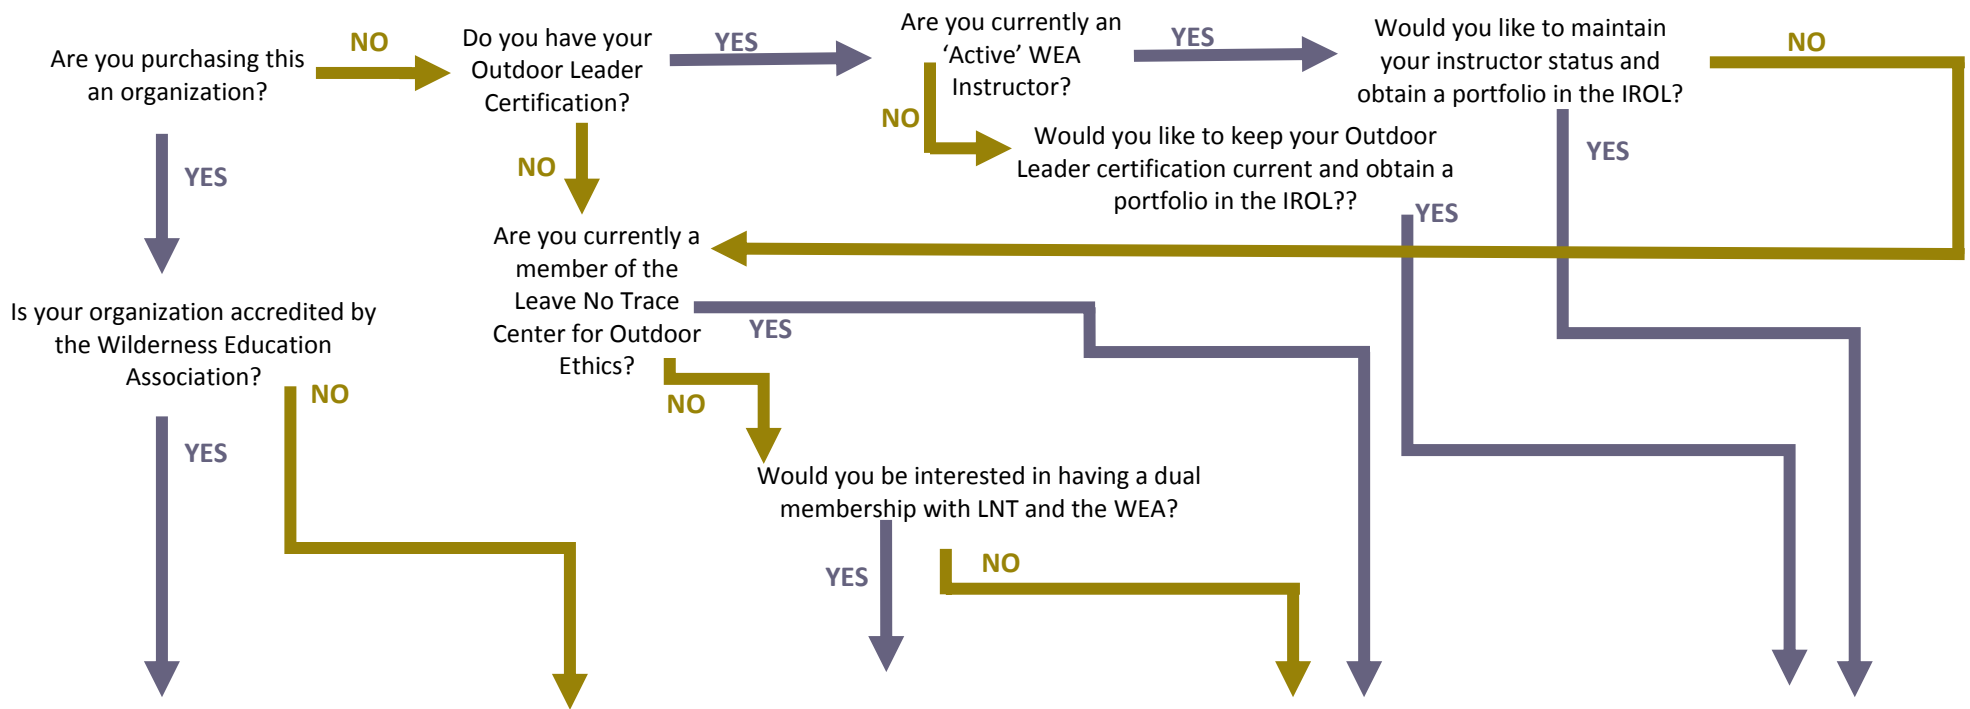 Are you purchasing this
an organization?
NO
Do you have your
Outdoor Leader
Certification?
YES
Are you currently an
‘Active’ WEA
Instructor?
YES
Would you like to maintain
your instructor status and
obtain a portfolio in the IROL?
NO
NO
Would you like to keep your Outdoor
Leader certification current and obtain a
portfolio in the IROL??
YES
YES
YES
NO
Are you currently a
member of the
Leave No Trace
Center for Outdoor
Ethics?
YES
NO
Is your organization accredited by
the Wilderness Education
Association?
NO
YES
Would you be interested in having a dual
membership with LNT and the WEA?
YES
NO